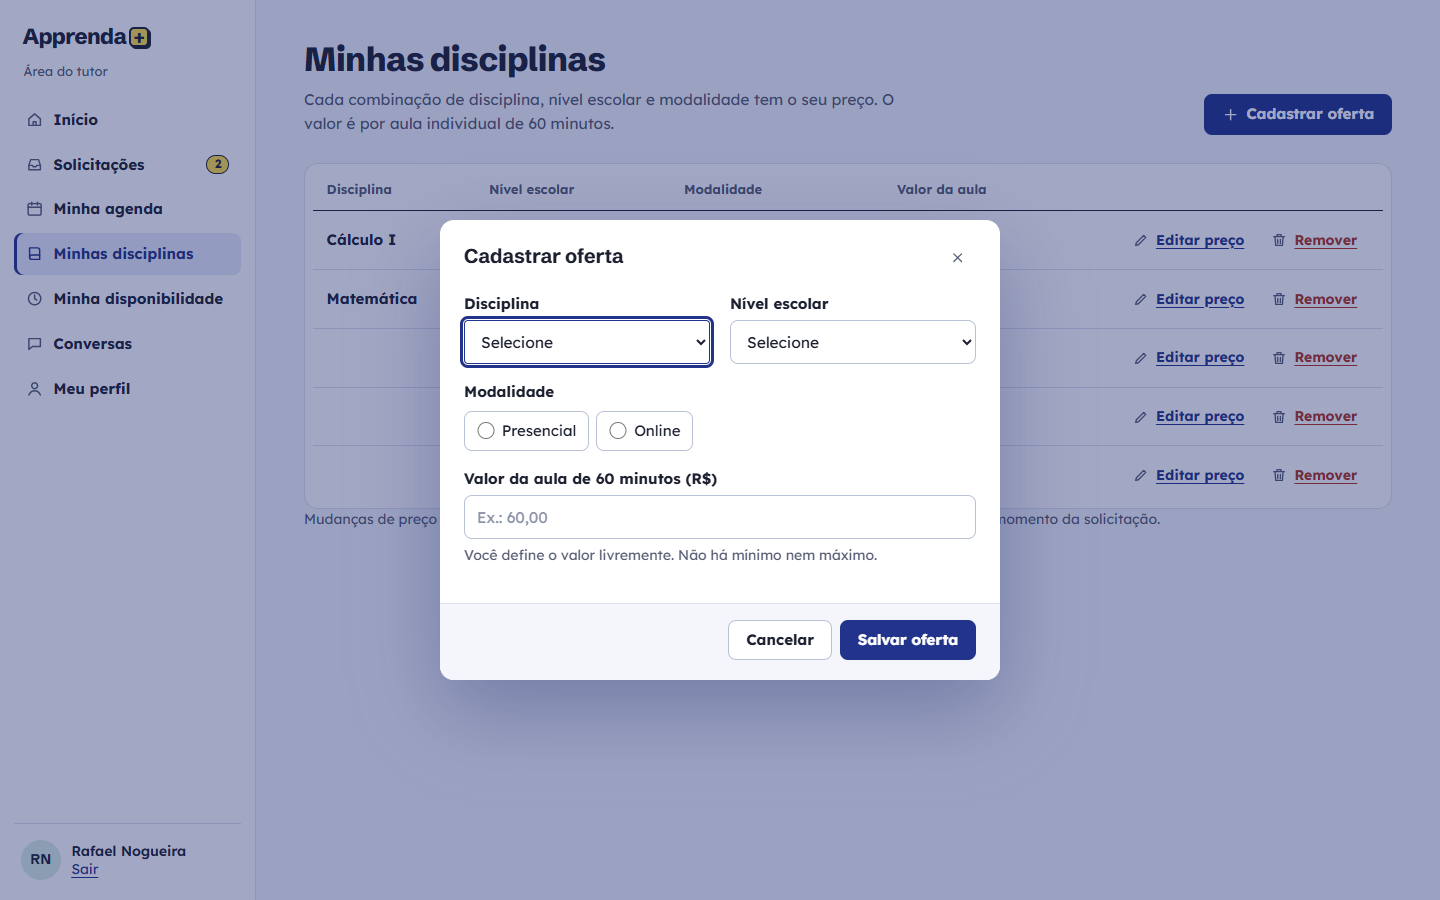 Apprenda+
Área do tutor
Início
Solicitações 2
Minha agenda
Minhas disciplinas
Minha disponibilidade
Conversas
Meu perfil
RN
Rafael Nogueira
Sair
Minhas disciplinas
Cada combinação de disciplina, nível escolar e modalidade tem o seu preço. O
valor é por aula individual de 60 minutos.
+ Cadastrar oferta
Disciplina Nível escolar Modalidade Valor da aula
Cálculo I Editar preço Remover
Matemática Editar preço Remover
Editar preço Remover
Editar preço Remover
Editar preço Remover
Mudanças de preço momento da solicitação.
Cadastrar oferta ×
Disciplina Nível escolar
Selecione Selecione
Modalidade
Presencial Online
Valor da aula de 60 minutos (R$)
Ex.: 60,00
Você define o valor livremente. Não há mínimo nem máximo.
Cancelar Salvar oferta